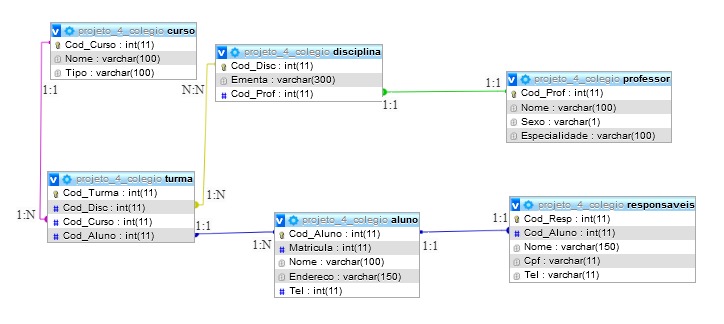 projeto_4_colegio curso
Cod_Curso : int(11)
Nome : varchar(100)
Tipo : varchar(100)
1:1
projeto_4_colegio disciplina
Cod_Disc : int(11)
Ementa : varchar(300)
Cod_Prof : int(11)
N:N
1:1
1:1
projeto_4_colegio professor
Cod_Prof : int(11)
Nome : varchar(100)
Sexo : varchar(1)
Especialidade : varchar(100)
projeto_4_colegio turma
Cod_Turma : int(11)
Cod_Disc : int(11)
Cod_Curso : int(11)
Cod_Aluno : int(11)
1:N
1:N
1:1
projeto_4_colegio aluno
Cod_Aluno : int(11)
Matricula : int(11)
Nome : varchar(100)
Endereco : varchar(150)
Tel : int(11)
1:N
1:1
1:1
projeto_4_colegio responsaveis
Cod_Resp : int(11)
Cod_Aluno : int(11)
Nome : varchar(150)
Cpf : varchar(11)
Tel : varchar(11)